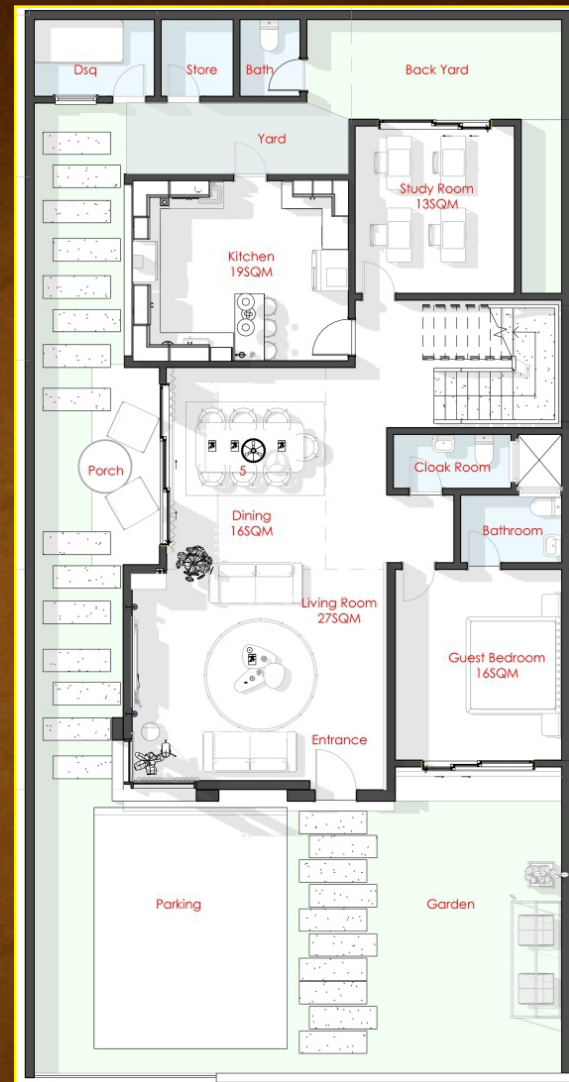 Dsq
Store
Bath
Back Yard
Yard
Study Room
13SQM
Kitchen
19SQM
Porch
5
Dining
16SQM
Cloak Room
Bathroom
Living Room
27SQM
Guest Bedroom
16SQM
Entrance
Parking
Garden